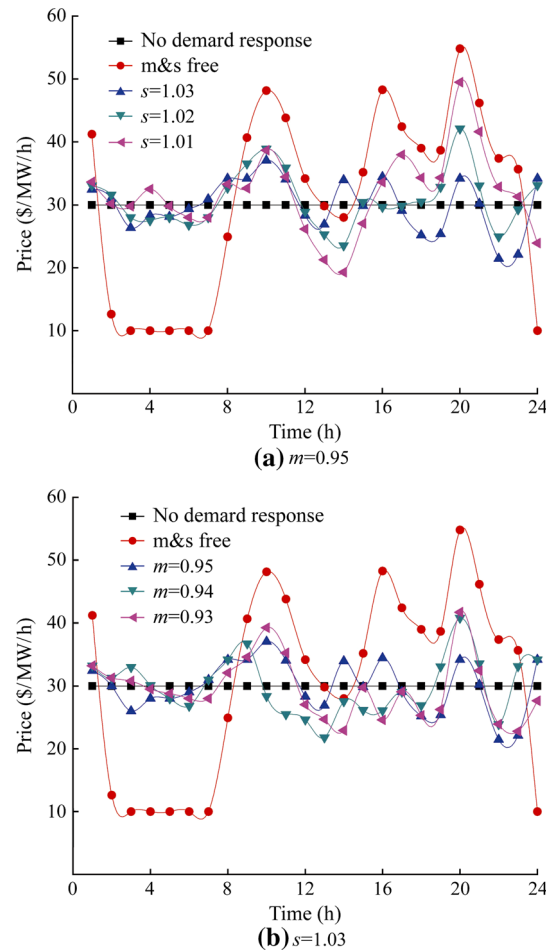 60
50
40
30
20
10
0
4
8
12
16
20
24
Price ($/MW/h)
Time (h)
No demand response
m&s free
s=1.03
s=1.02
s=1.01
(a) m=0.95
60
50
40
30
20
10
0
4
8
12
16
20
24
Price ($/MW/h)
Time (h)
No demand response
m&s free
m=0.95
m=0.94
m=0.93
(b) s=1.03